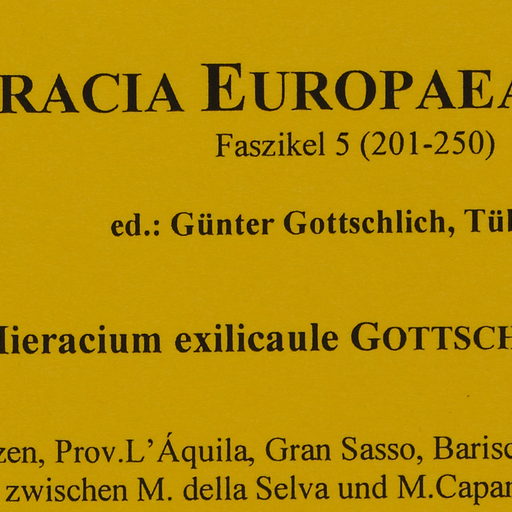 RACIA EUROPAEA
Faszikel 5 (201-250)
ed.: Günter Gottschlich, Tü
Hieracium exilicaule GOTTSCH
zen, Prov.L'Áquila, Gran Sasso, Barisc
zwischen M. della Selva und M.Capan